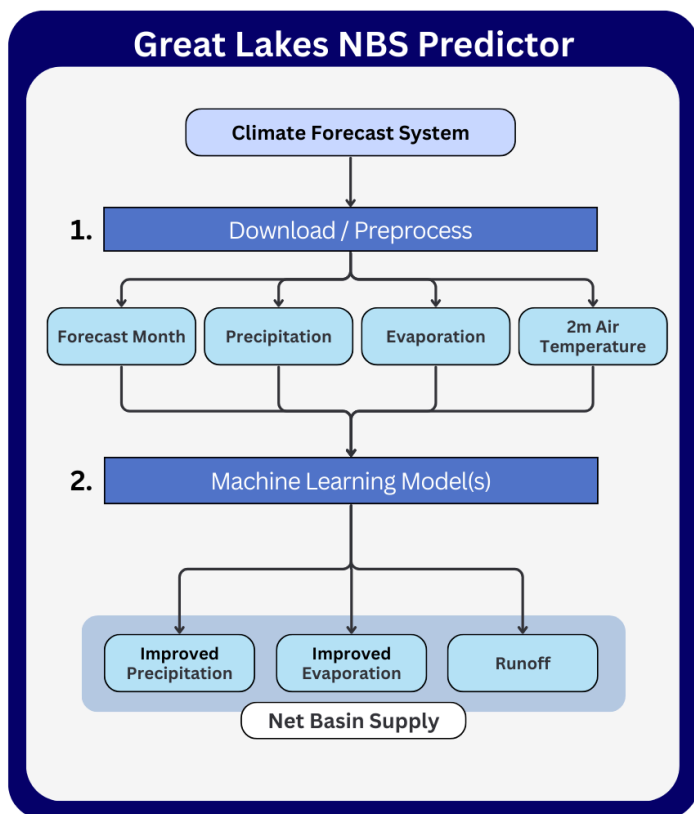 Great Lakes NBS Predictor
Climate Forecast System
1.
Download / Preprocess
Forecast Month
Precipitation
Evaporation
2m Air
Temperature
2.
Machine Learning Model(s)
Improved
Precipitation
Improved
Evaporation
Runoff
Net Basin Supply